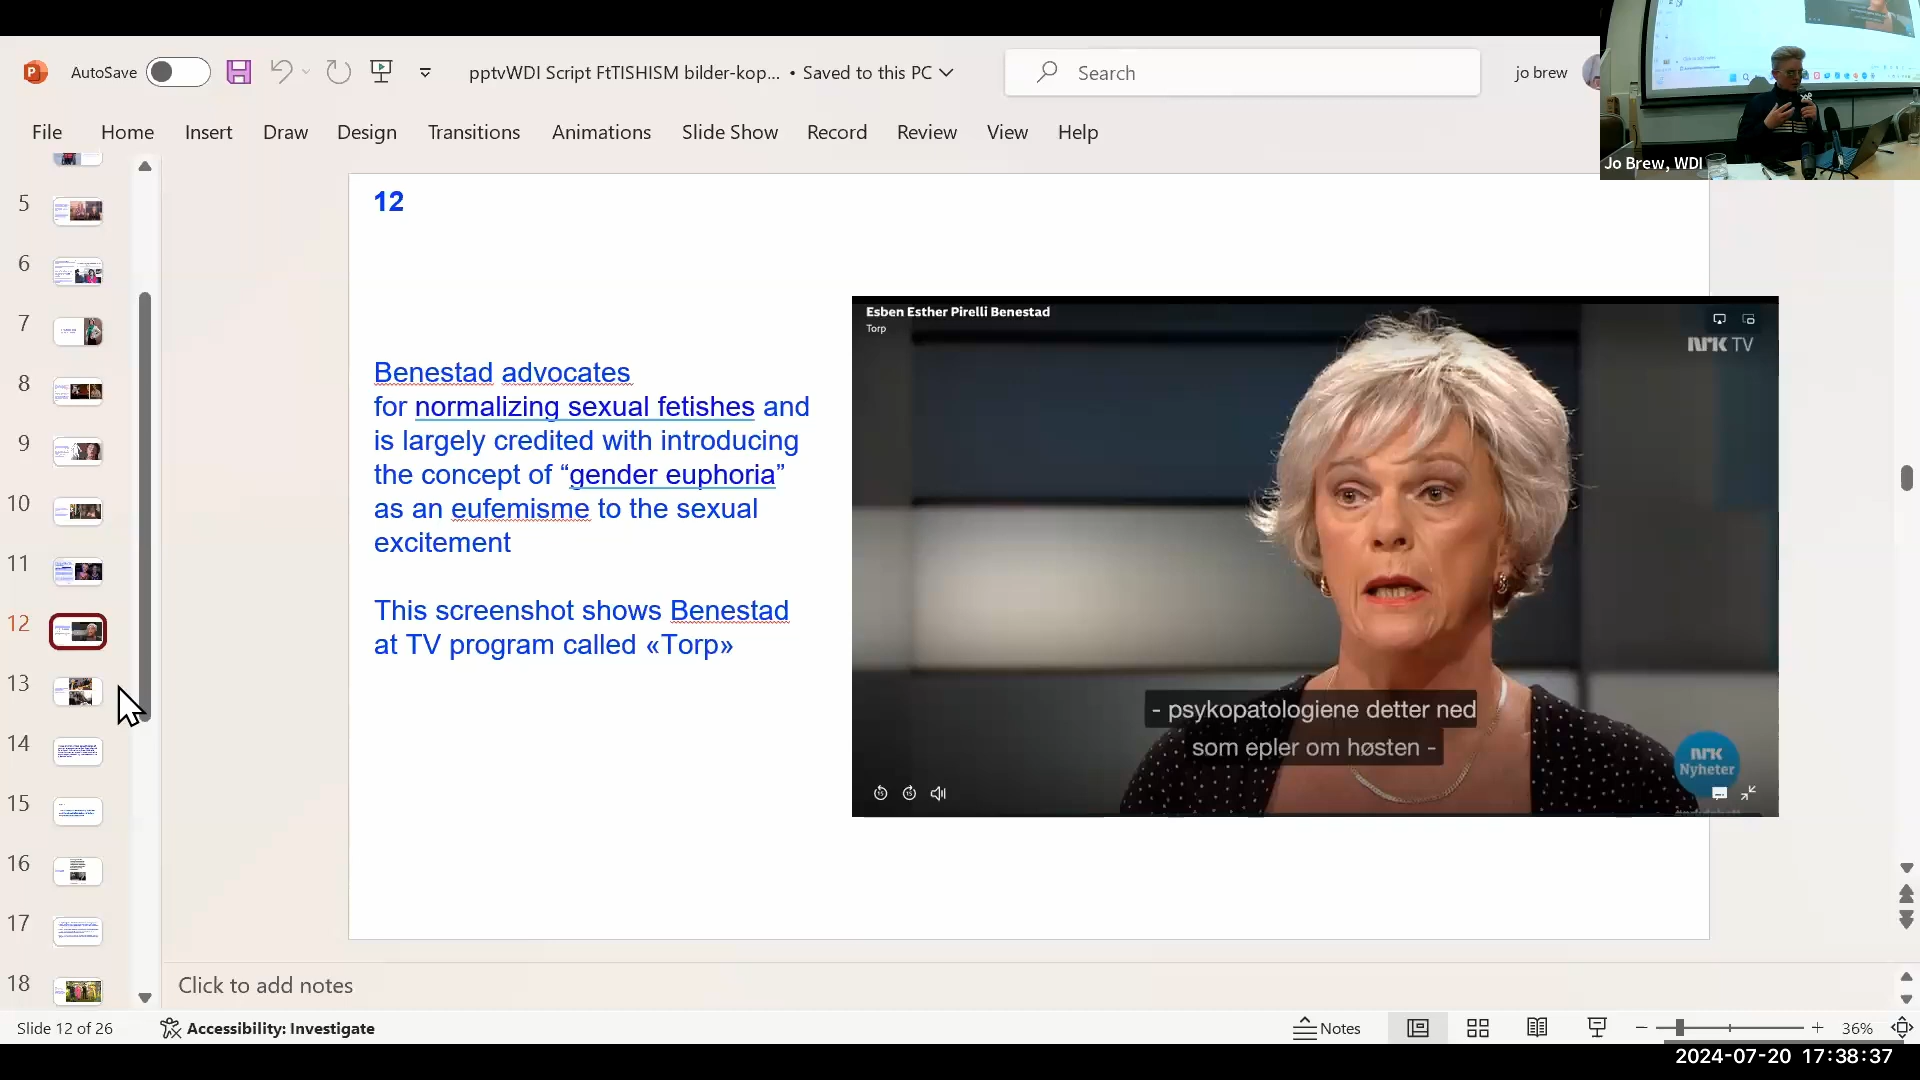 AutoSave
pptvWDI Script FtTISHISM bilder-kop... • Saved to this PC
Search
jo brew
File Home Insert Draw Design Transitions Animations Slide Show Record Review View Help
Jo Brew, WDI
5
6
7
8
9
10
11
12
13
14
15
16
17
18
12
Benestad advocates
for normalizing sexual fetishes and
is largely credited with introducing
the concept of “gender euphoria”
as an eufemisme to the sexual
excitement
This screenshot shows Benestad
at TV program called «Torp»
Esben Esther Pirelli Benestad
Torp
NRK TV
- psykopatologiene detter ned
som epler om høsten -
NRK
Nyheter
15
15
Click to add notes
Slide 12 of 26
Accessibility: Investigate
Notes
36%
2024-07-20 17:38:37